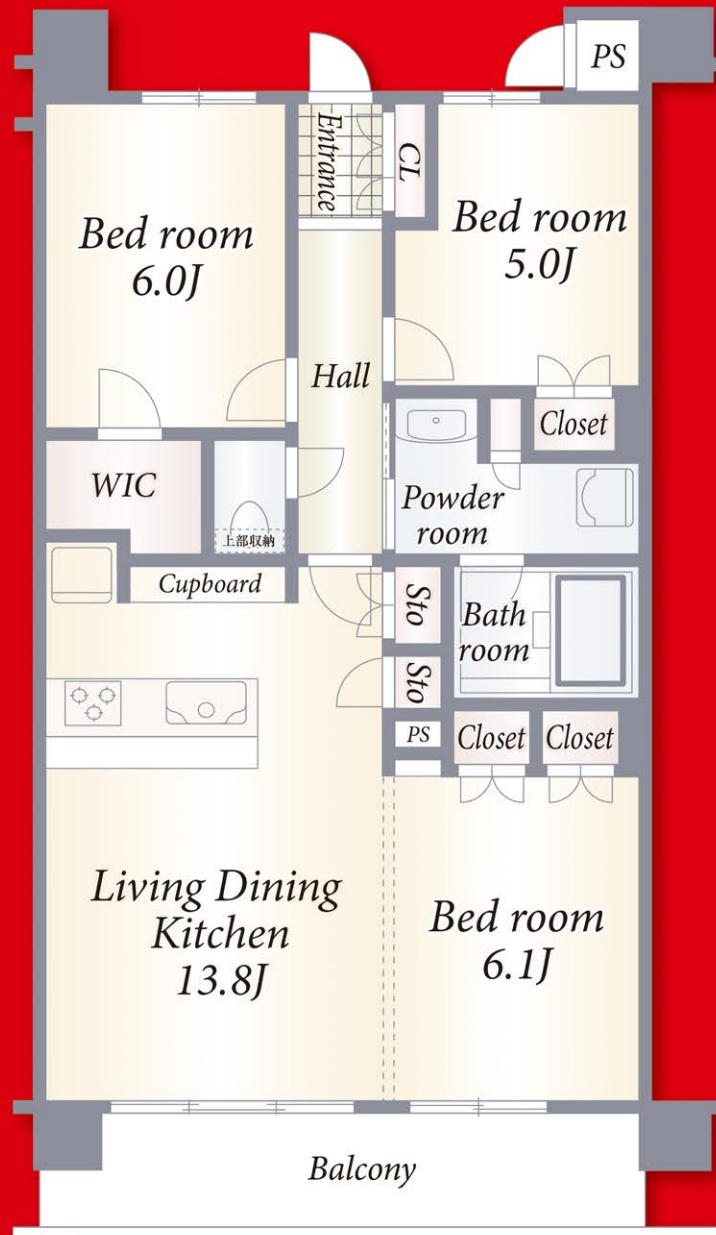 PS
Entrance
CL
Bed room
6.0J
Bed room
5.0J
Hall
Closet
WIC
Powder
room
上部収納
Cupboard
Sto
Bath
room
Sto
PS
Closet
Closet
Living Dining
Kitchen
13.8J
Bed room
6.1J
Balcony